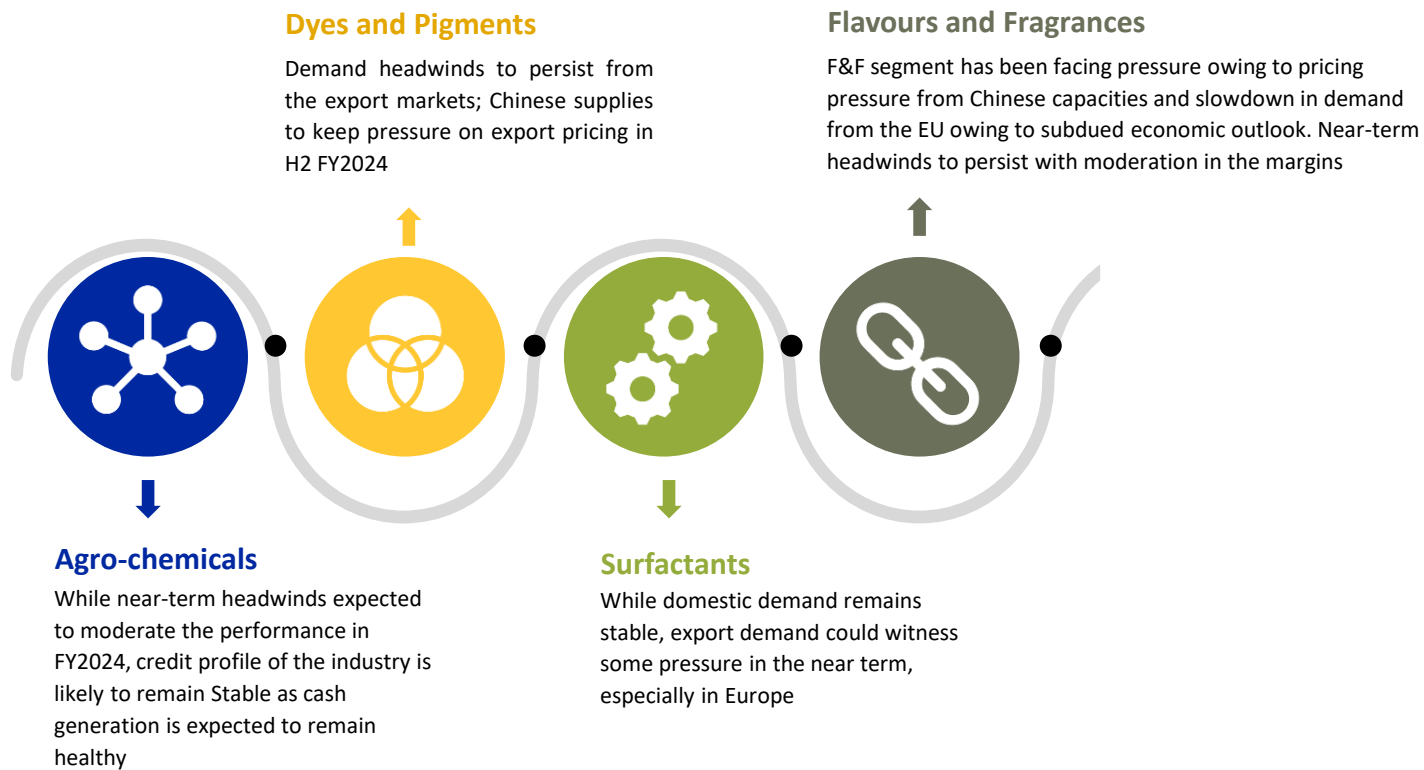 Dyes and Pigments
Demand headwinds to persist from
the export markets; Chinese supplies
to keep pressure on export pricing in
H2 FY2024
Flavours and Fragrances
F&F segment has been facing pressure owing to pricing
pressure from Chinese capacities and slowdown in demand
from the EU owing to subdued economic outlook. Near-term
headwinds to persist with moderation in the margins
Agro-chemicals
While near-term headwinds expected
to moderate the performance in
FY2024, credit profile of the industry is
likely to remain Stable as cash
generation is expected to remain
healthy
Surfactants
While domestic demand remains
stable, export demand could witness
some pressure in the near term,
especially in Europe